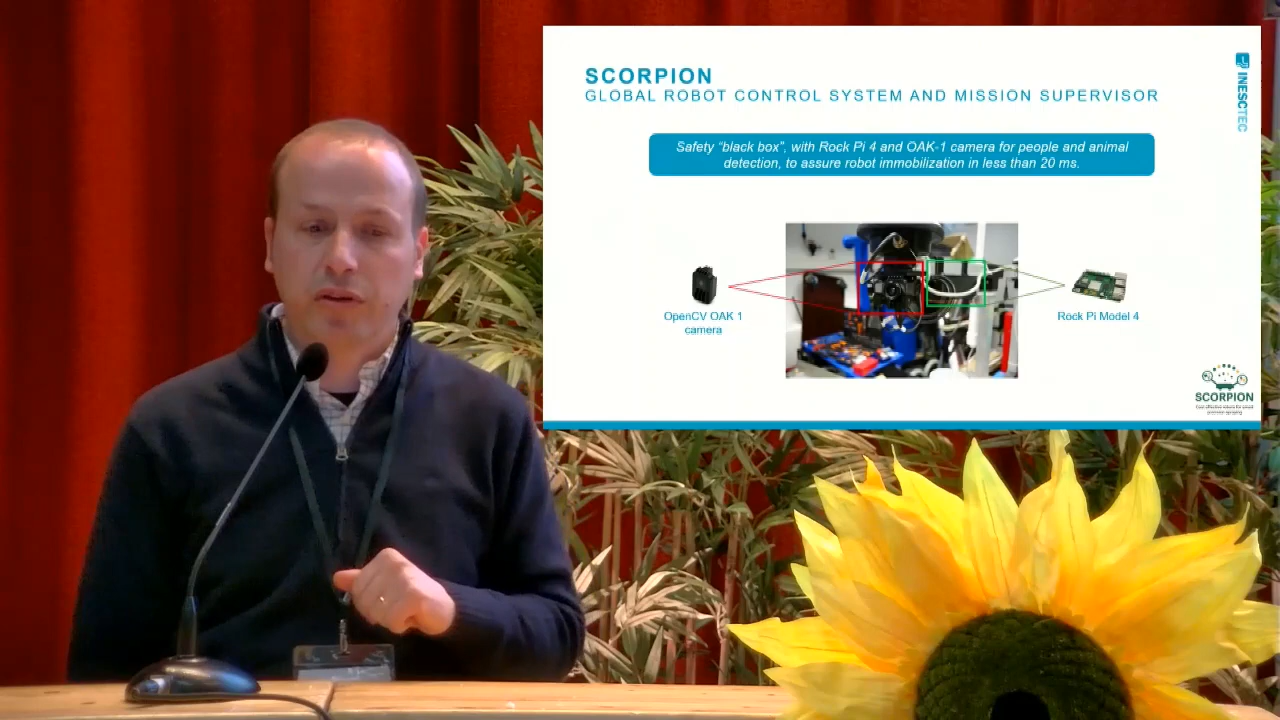 SCORPION
GLOBAL ROBOT CONTROL SYSTEM AND MISSION SUPERVISOR
INESCTEC
Safety “black box”, with Rock Pi 4 and OAK-1 camera for people and animal
detection, to assure robot immobilization in less than 20 ms.
OpenCV OAK 1
camera
Rock Pi Model 4
SCORPION